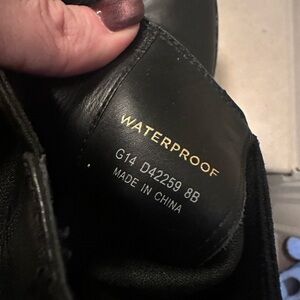 WATERPROOF
G14 D42259 8B
MADE IN CHINA